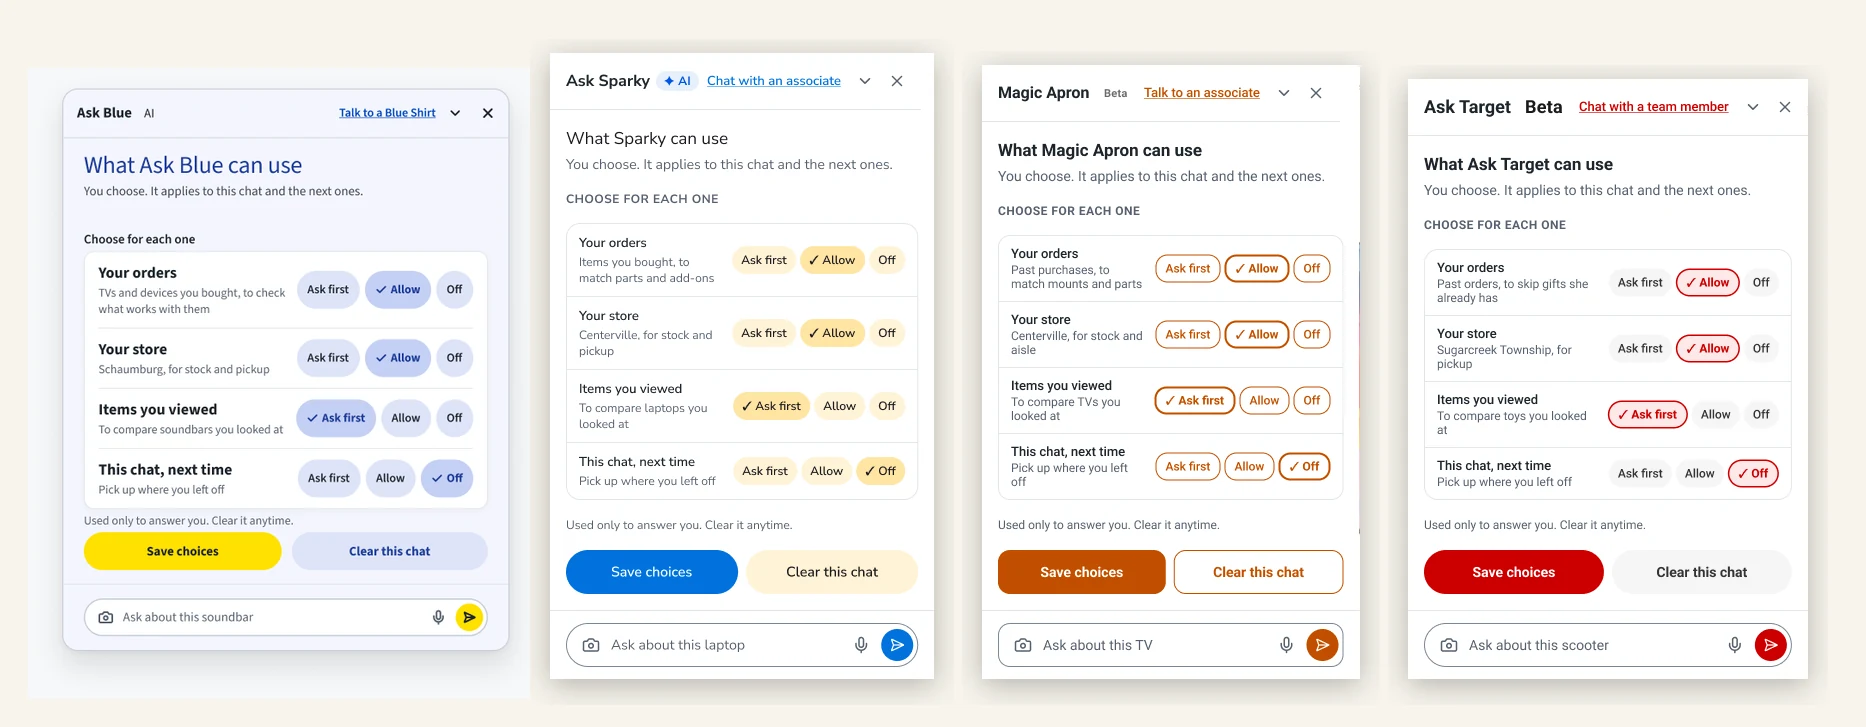 Ask Blue AI Talk to a Blue Shirt
What Ask Blue can use
You choose. It applies to this chat and the next ones.
Choose for each one
Your orders
TVs and devices you bought, to check
what works with them
Ask first ✓ Allow Off
Your store
Schaumburg, for stock and pickup
Ask first ✓ Allow Off
Items you viewed
To compare soundbars you looked at
✓ Ask first Allow Off
This chat, next time
Pick up where you left off
Ask first Allow ✓ Off
Used only to answer you. Clear it anytime.
Save choices Clear this chat
Ask about this soundbar
Ask Sparky AI Chat with an associate
What Sparky can use
You choose. It applies to this chat and the next ones.
CHOOSE FOR EACH ONE
Your orders
Items you bought, to
match parts and add-ons
Ask first ✓ Allow Off
Your store
Centerville, for stock and
pickup
Ask first ✓ Allow Off
Items you viewed
To compare laptops you
looked at
✓ Ask first Allow Off
This chat, next time
Pick up where you left off
Ask first Allow ✓ Off
Used only to answer you. Clear it anytime.
Save choices Clear this chat
Ask about this laptop
Magic Apron Beta Talk to an associate
What Magic Apron can use
You choose. It applies to this chat and the next ones.
CHOOSE FOR EACH ONE
Your orders
Past purchases, to
match mounts and parts
Ask first ✓ Allow Off
Your store
Centerville, for stock and
aisle
Ask first ✓ Allow Off
Items you viewed
To compare TVs you
looked at
✓ Ask first Allow Off
This chat, next time
Pick up where you left
off
Ask first Allow ✓ Off
Used only to answer you. Clear it anytime.
Save choices Clear this chat
Ask about this TV
Ask Target Beta Chat with a team member
What Ask Target can use
You choose. It applies to this chat and the next ones.
CHOOSE FOR EACH ONE
Your orders
Past orders, to skip gifts she
already has
Ask first ✓ Allow Off
Your store
Sugarcreek Township, for
pickup
Ask first ✓ Allow Off
Items you viewed
To compare toys you looked
at
✓ Ask first Allow Off
This chat, next time
Pick up where you left off
Ask first Allow ✓ Off
Used only to answer you. Clear it anytime.
Save choices Clear this chat
Ask about this scooter